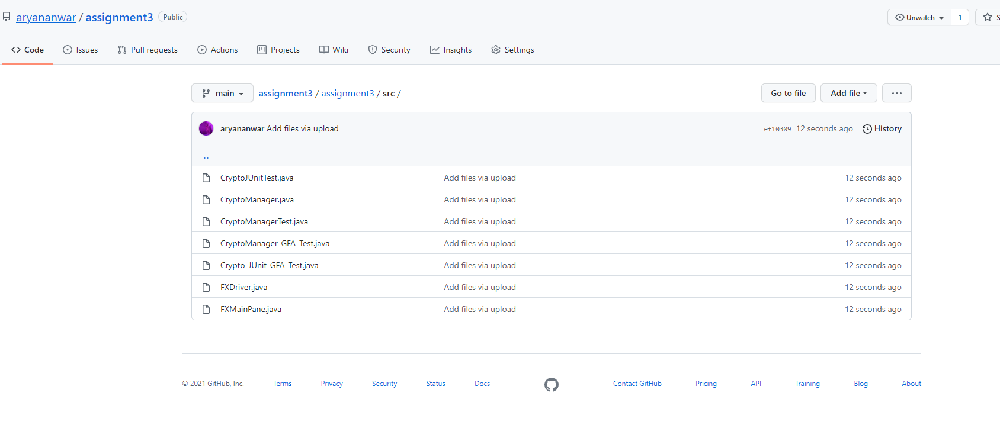 aryananwar / assignment3 Public Unwatch 1 S
Code Issues Pull requests Actions Projects Wiki Security Insights Settings
main assignment3 / assignment3 / src / Go to file Add file ...
aryananwar Add files via upload ef10309 12 seconds ago History
..
CryptoJUnitTest.java Add files via upload 12 seconds ago
CryptoManager.java Add files via upload 12 seconds ago
CryptoManagerTest.java Add files via upload 12 seconds ago
CryptoManager_GFA_Test.java Add files via upload 12 seconds ago
Crypto_JUnit_GFA_Test.java Add files via upload 12 seconds ago
FXDriver.java Add files via upload 12 seconds ago
FXMainPane.java Add files via upload 12 seconds ago
© 2021 GitHub, Inc. Terms Privacy Security Status Docs Contact GitHub Pricing API Training Blog About